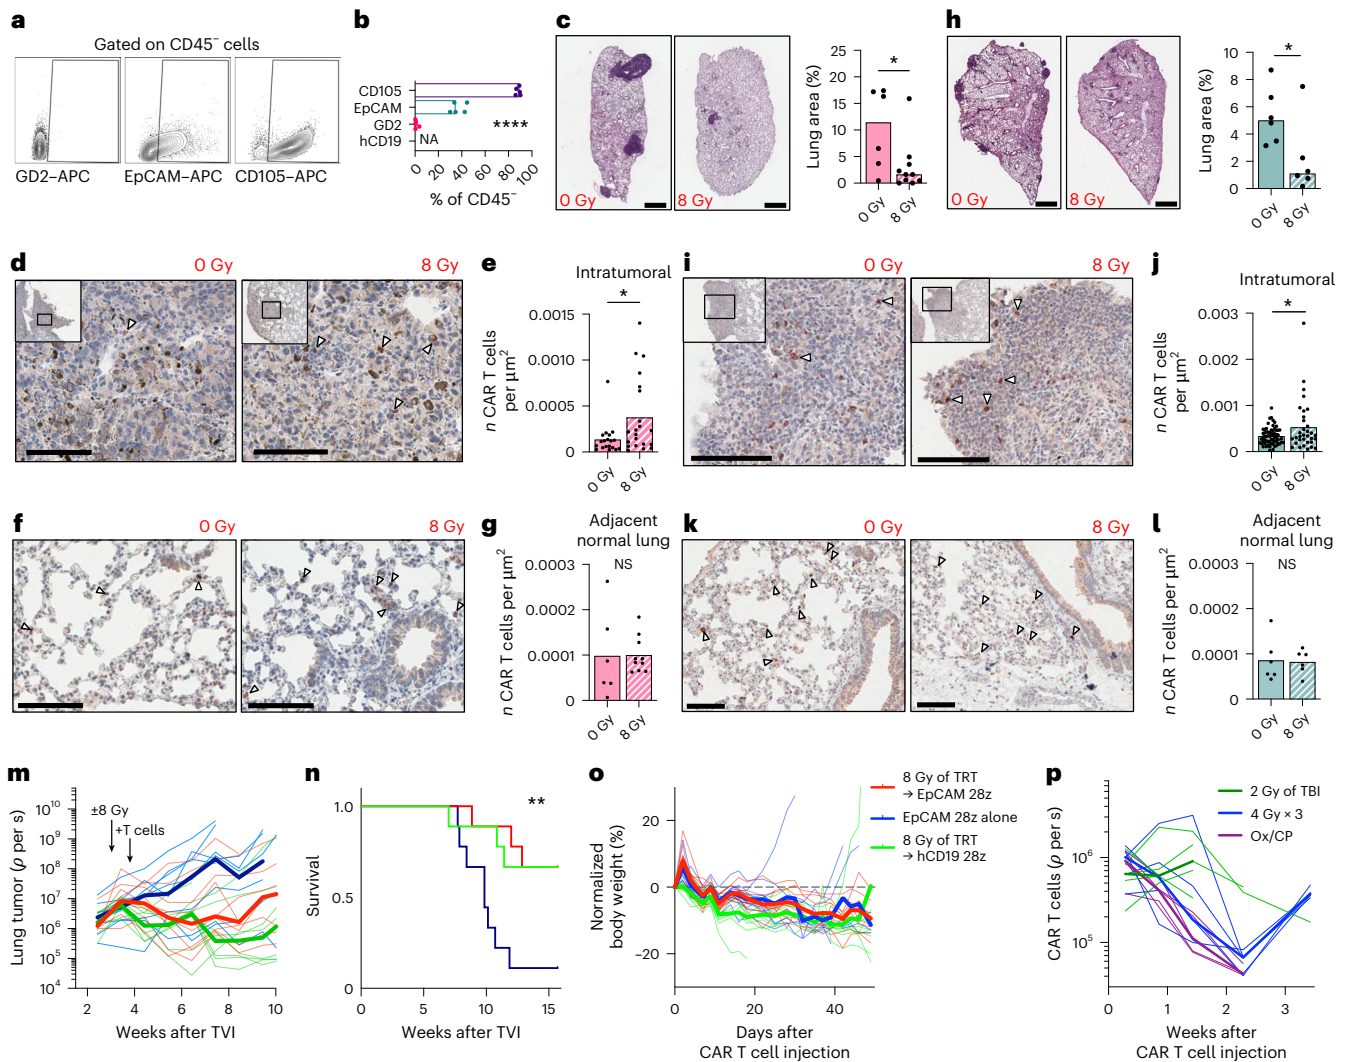 a
Gated on CD45⁻ cells
GD2–APC
EpCAM–APC
CD105–APC
b
CD105
EpCAM
GD2
hCD19
NA
****
0
20
40
60
80
100
% of CD45⁻
c
0 Gy
8 Gy
Lung area (%)
25
20
15
10
5
0
*
0 Gy
8 Gy
h
0 Gy
8 Gy
Lung area (%)
10
8
6
4
2
0
*
0 Gy
8 Gy
d
0 Gy
8 Gy
e
Intratumoral
*
n CAR T cells
per µm²
0.0015
0.0010
0.0005
0
0 Gy
8 Gy
i
0 Gy
8 Gy
j
Intratumoral
*
n CAR T cells
per µm²
0.003
0.002
0.001
0
0 Gy
8 Gy
f
0 Gy
8 Gy
g
Adjacent
normal lung
NS
n CAR T cells per µm²
0.0003
0.0002
0.0001
0
0 Gy
8 Gy
k
0 Gy
8 Gy
l
Adjacent
normal lung
NS
n CAR T cells per µm²
0.0003
0.0002
0.0001
0
0 Gy
8 Gy
m
±8 Gy
+T cells
Lung tumor (p per s)
10¹⁰
10⁹
10⁸
10⁷
10⁶
10⁵
10⁴
2
4
6
8
10
Weeks after TVI
n
**
Survival
1.0
0.5
0
0
5
10
15
Weeks after TVI
o
8 Gy of TRT
→ EpCAM 28z
EpCAM 28z alone
8 Gy of TRT
→ hCD19 28z
Normalized
body weight (%)
20
0
−20
0
20
40
Days after
CAR T cell injection
p
2 Gy of TBI
4 Gy × 3
Ox/CP
CAR T cells (p per s)
10⁶
10⁵
0
1
2
3
Weeks after
CAR T cell injection